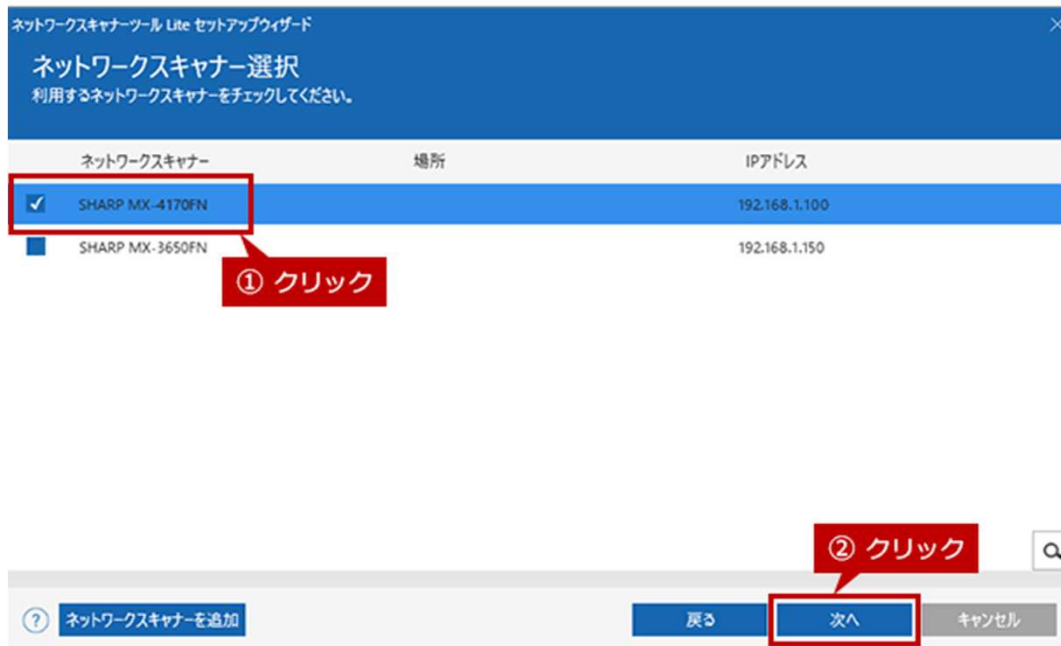 ネットワークスキャナーツール Lite セットアップウィザード
ネットワークスキャナー選択
利用するネットワークスキャナーをチェックしてください。
ネットワークスキャナー 場所 IPアドレス
SHARP MX-4170FN 192.168.1.100
SHARP MX-3650FN 192.168.1.150
① クリック
② クリック
? ネットワークスキャナーを追加 戻る 次へ キャンセル